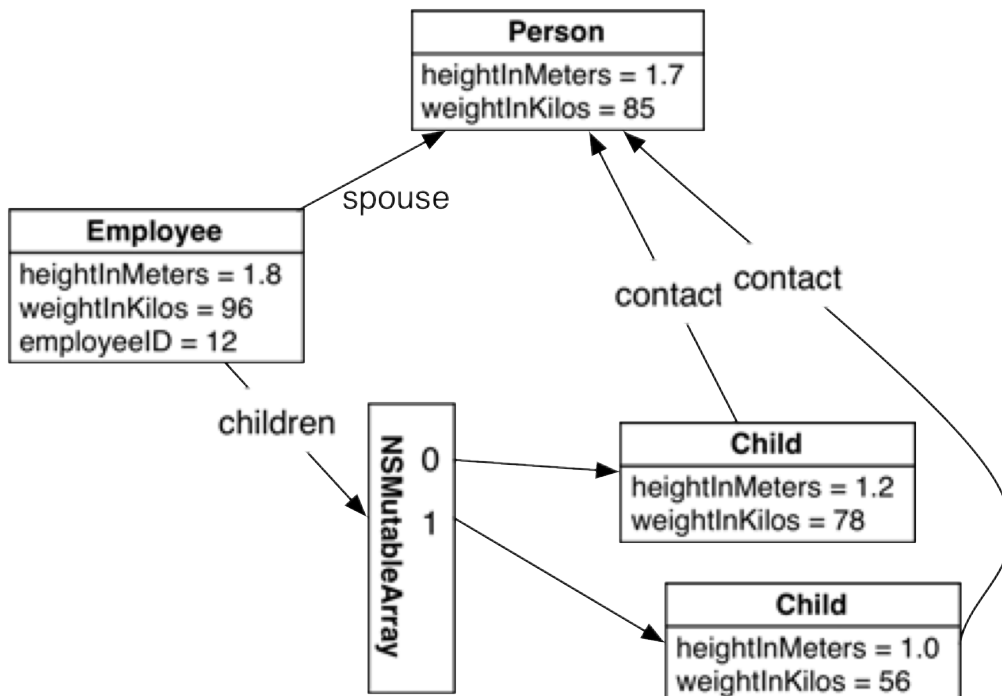 Person
heightInMeters = 1.7
weightInKilos = 85
spouse
Employee
heightInMeters = 1.8
weightInKilos = 96
employeeID = 12
contact
contact
children
NSMutableArray
0
1
Child
heightInMeters = 1.2
weightInKilos = 78
Child
heightInMeters = 1.0
weightInKilos = 56